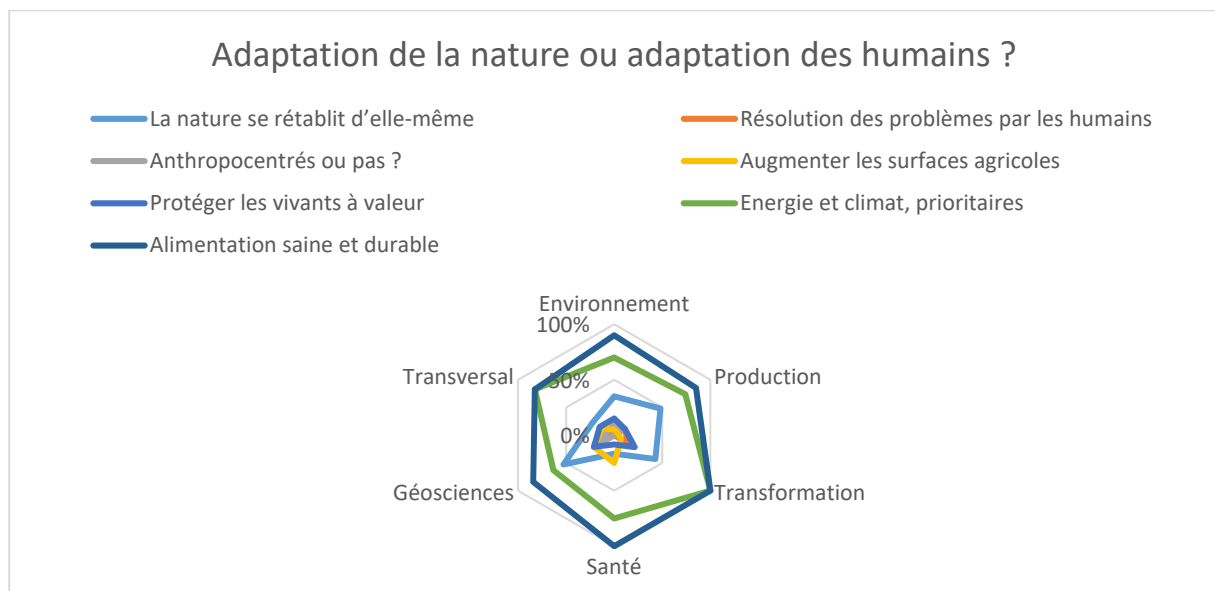 Adaptation de la nature ou adaptation des humains ?
La nature se rétablit d’elle-même
Résolution des problèmes par les humains
Anthropocentrés ou pas ?
Augmenter les surfaces agricoles
Protéger les vivants à valeur
Energie et climat, prioritaires
Alimentation saine et durable
Environnement
100%
Transversal
50%
Production
0%
Géosciences
Transformation
Santé